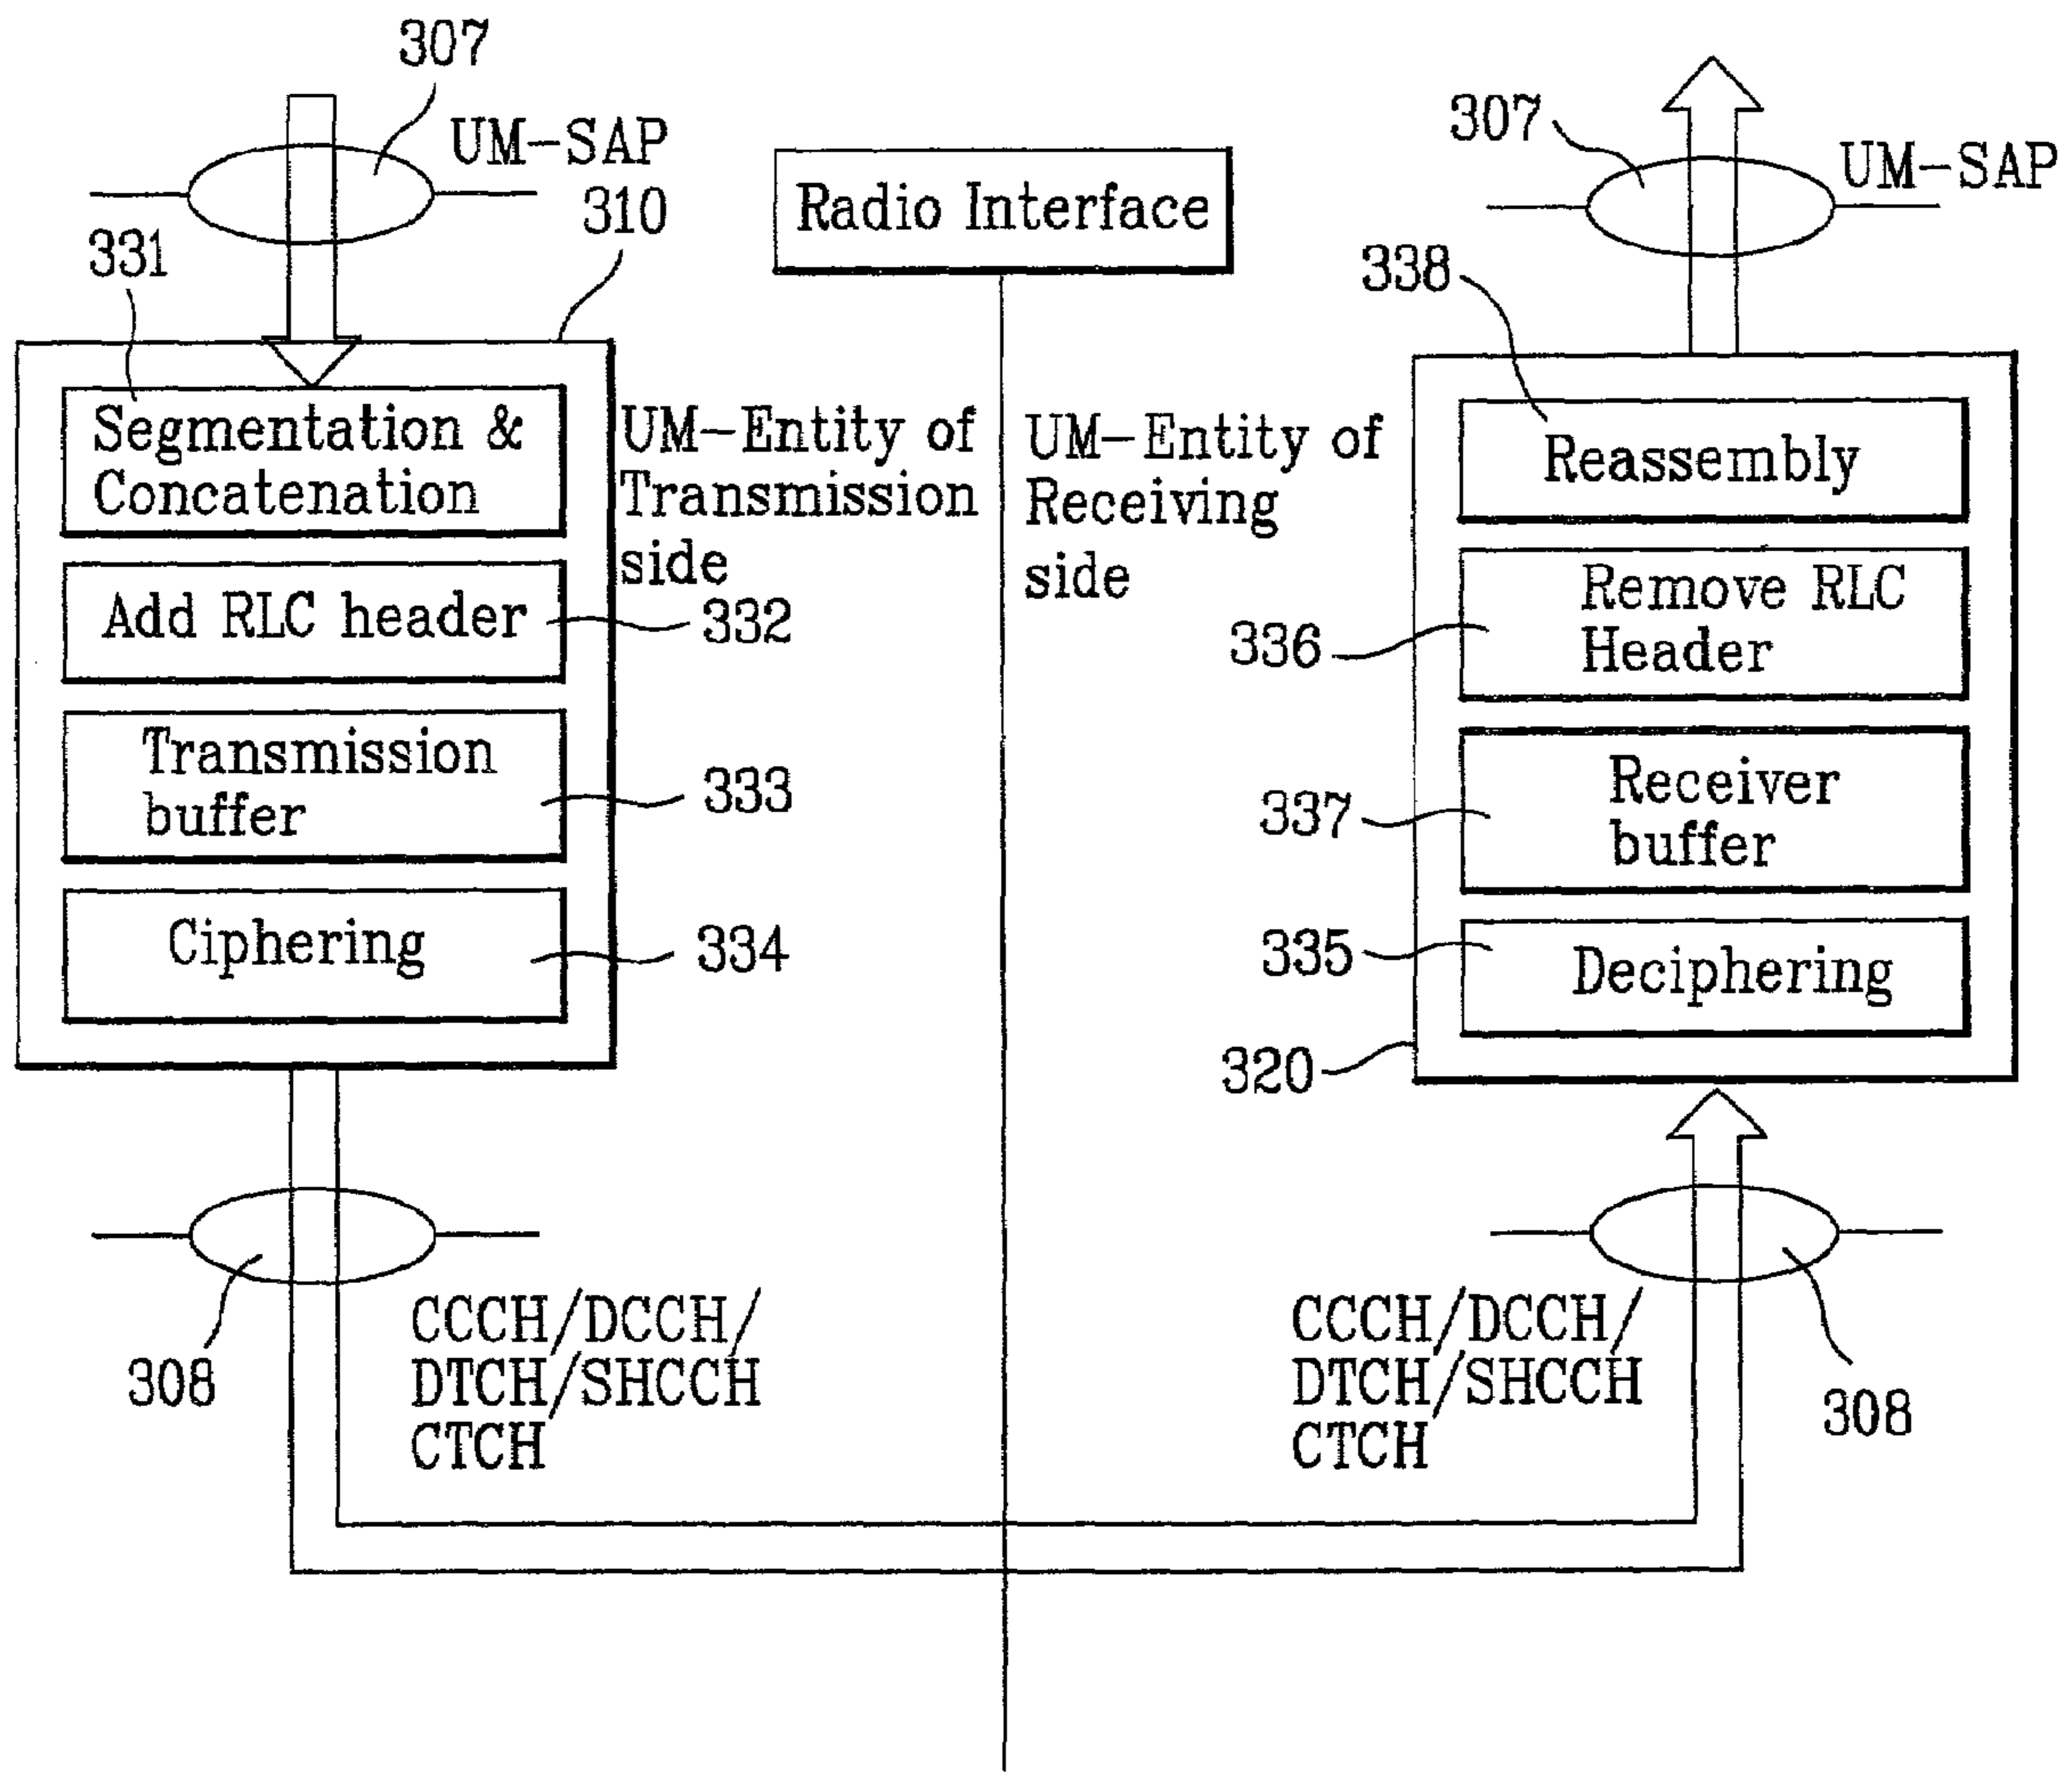 307
UM-SAP
310
331
Segmentation &
Concatenation
Add RLC header
332
Transmission
buffer
333
Ciphering
334
UM-Entity of
Transmission
side
308
CCCH/DCCH/
DTCH/SHCCH
CTCH
Radio Interface
UM-Entity of
Receiving
side
307
UM-SAP
338
Reassembly
Remove RLC
Header
336
Receiver
buffer
337
Deciphering
335
320
CCCH/DCCH/
DTCH/SHCCH
CTCH
308